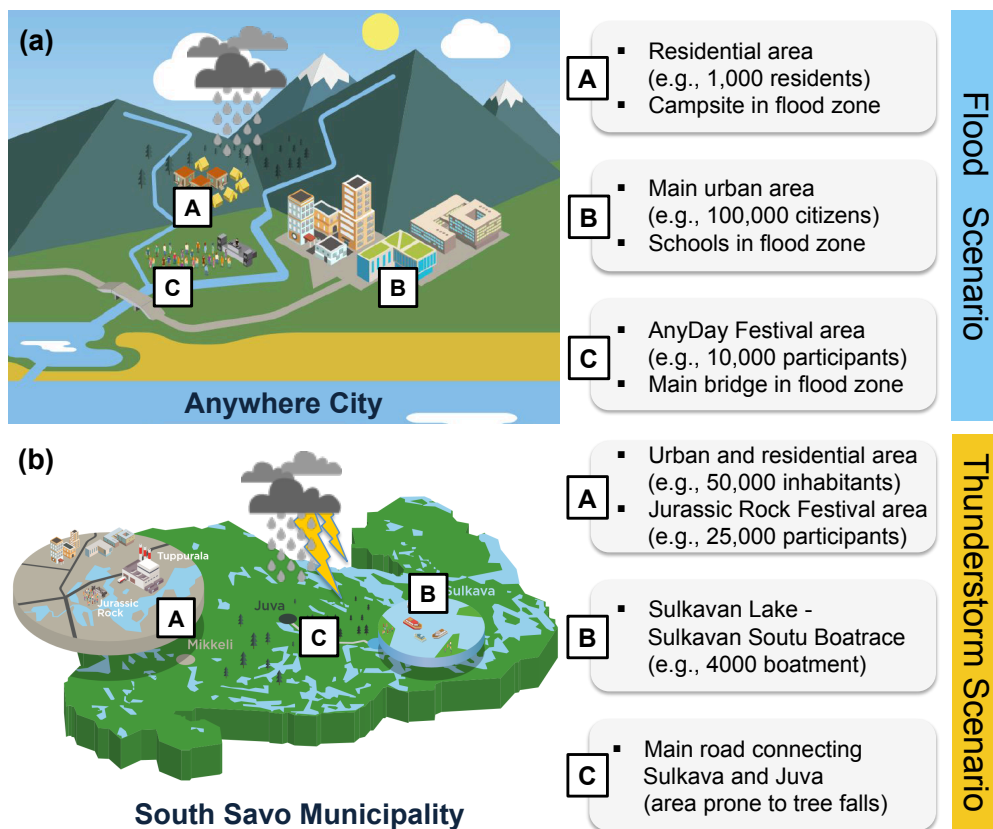 (a)
A
B
C
Anywhere City
A
▪ Residential area
(e.g., 1,000 residents)
▪ Campsite in flood zone
B
▪ Main urban area
(e.g., 100,000 citizens)
▪ Schools in flood zone
C
▪ AnyDay Festival area
(e.g., 10,000 participants)
▪ Main bridge in flood zone
Flood Scenario
(b)
Tuppurala
Jurassic
Rock
A
Mikkeli
Juva
C
B
Sulkava
South Savo Municipality
A
▪ Urban and residential area
(e.g., 50,000 inhabitants)
▪ Jurassic Rock Festival area
(e.g., 25,000 participants)
B
▪ Sulkavan Lake -
Sulkavan Soutu Boatrace
(e.g., 4000 boatment)
C
▪ Main road connecting
Sulkava and Juva
(area prone to tree falls)
Thunderstorm Scenario